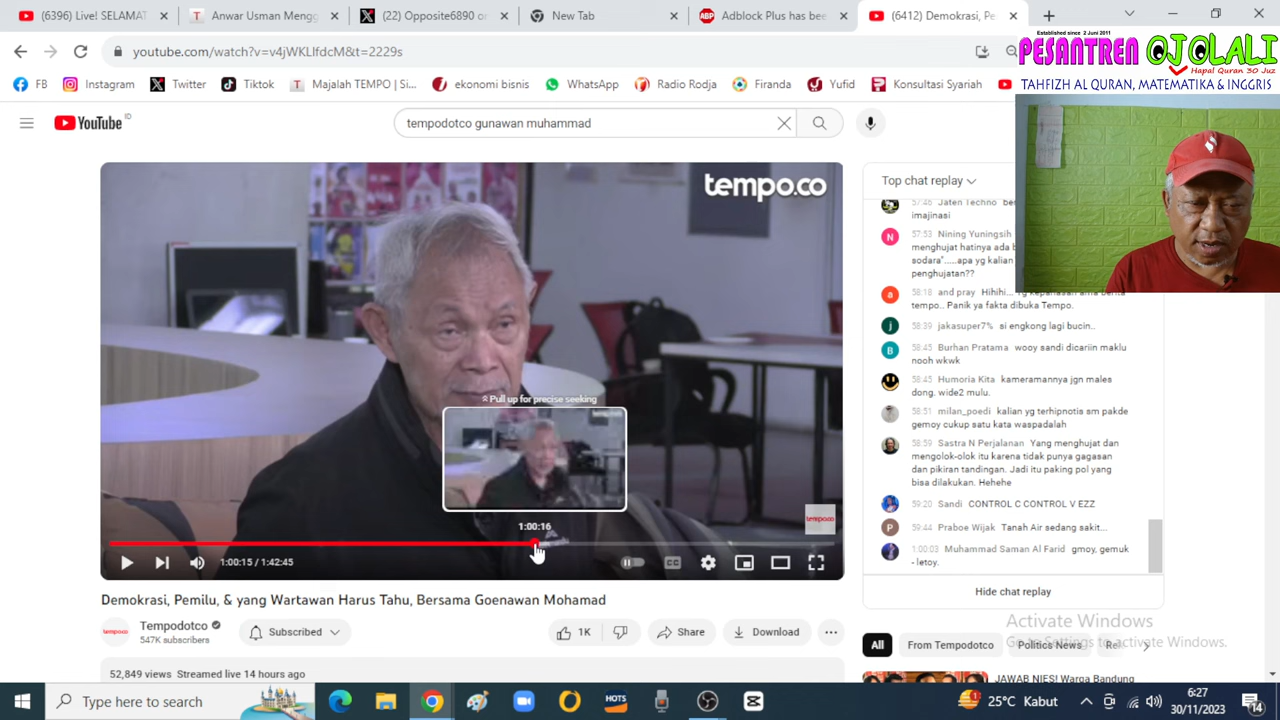 (6396) Live! SELAMAT
Anwar Usman Mengg
(22) Opposite6890 or
New Tab
Adblock Plus has bee
(6412) Demokrasi, Pe
youtube.com/watch?v=v4jWKLIfdcM&t=2229s
Established since 2 Juni 2011
PESANTREN OJOLALI
Hapal Quran 30 Juz
TAHFIZH AL QURAN, MATEMATIKA & INGGRIS
FB
Instagram
Twitter
Tiktok
Majalah TEMPO | Si...
ekonomi bisnis
WhatsApp
Radio Rodja
Firanda
Yufid
Konsultasi Syariah
YouTube ID
tempodotco gunawan muhammad
tempo.co
Top chat replay
57:46 Jaten Techno
imajinasi
57:53 Nining Yuningsih
menghujat hatinya ada b
sodara".....apa yg kalian
penghujatan??
58:18 and pray Hihihi... Yg kepanasan ama berita
tempo.. Panik ya fakta dibuka Tempo.
58:39 jakasuper7% si engkong lagi bucin..
58:45 Burhan Pratama wooy sandi dicariin maklu
nooh wkwk
58:45 Humoria Kita kameramannya jgn males
dong, wide2 mulu.
58:51 milan_poedi kalian yg terhipnotis sm pakde
gemoy cukup satu kata waspadalah
58:59 Sastra N Perjalanan Yang menghujat dan
mengolok-olok itu karena tidak punya gagasan
dan pikiran tandingan. Jadi itu paking pol yang
bisa dilakukan. Hehehe
59:20 Sandi CONTROL C CONTROL V EZZ
59:44 Praboe Wijak Tanah Air sedang sakit...
1:00:03 Muhammad Saman Al Farid gmoy, gemuk
- letoy.
Hide chat replay
Pull up for precise seeking
1:00:16
1:00:15 / 1:42:45
Demokrasi, Pemilu, & yang Wartawan Harus Tahu, Bersama Goenawan Mohamad
Tempodotco
547K subscribers
Subscribed
1K
Share
Download
52,849 views Streamed live 14 hours ago
Activate Windows
Go to Settings to activate Windows.
All
From Tempodotco
Politics News
Re
JAWAB NIES! Warga Bandung
Type here to search
HOTS
25°C Kabut
6:27
30/11/2023
14